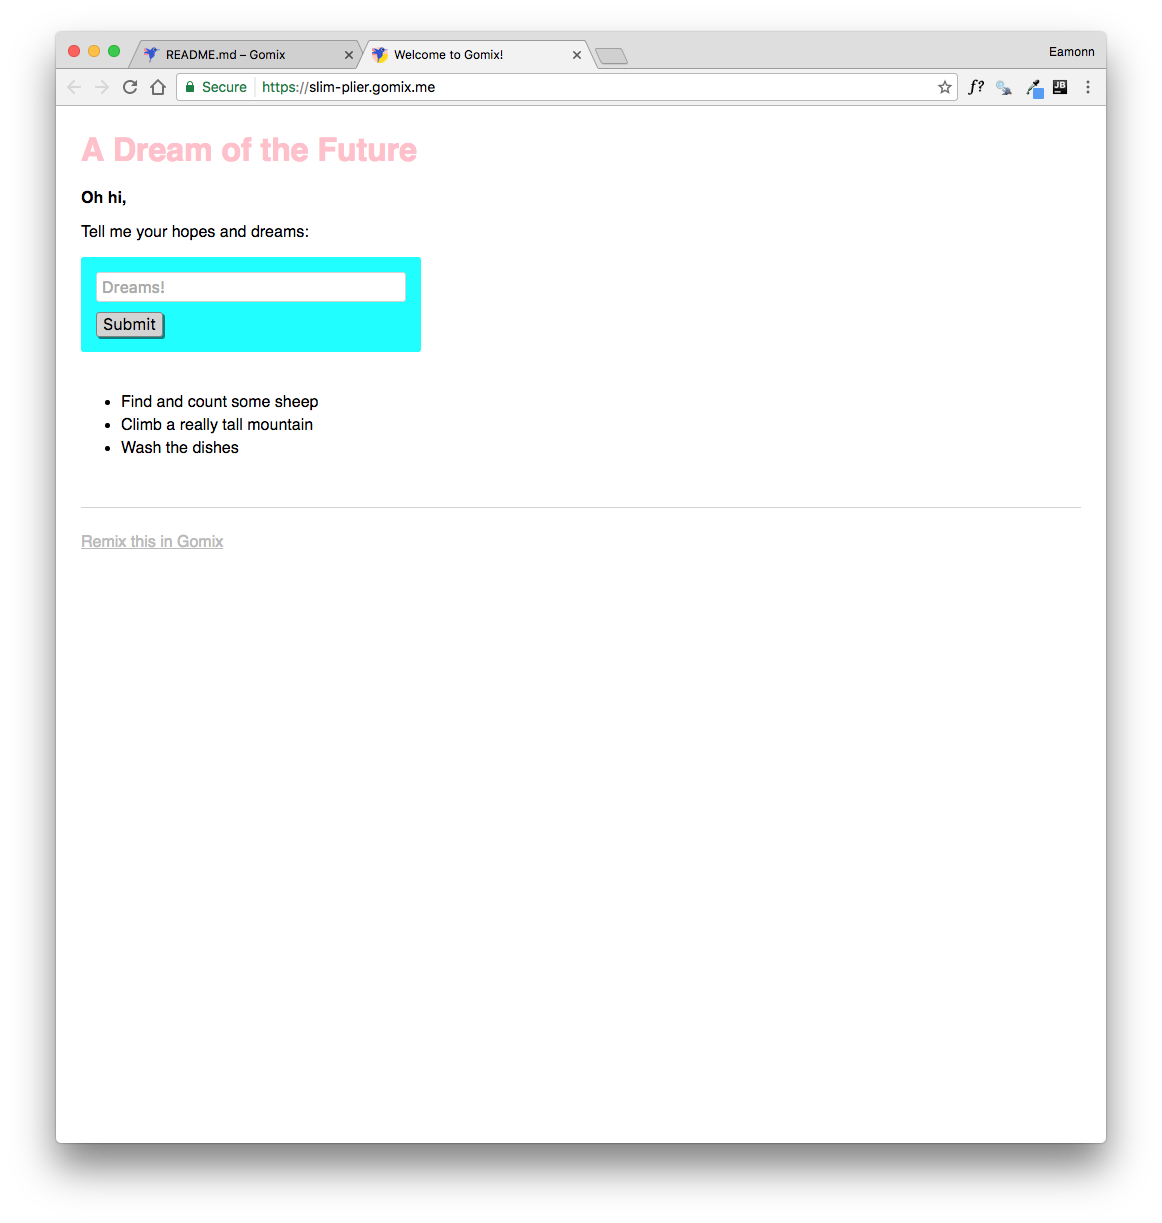 README.md – Gomix
Welcome to Gomix!
Eamonn
Secure
https://slim-plier.gomix.me
f?
JB
A Dream of the Future
Oh hi,
Tell me your hopes and dreams:
Dreams!
Submit
Find and count some sheep
Climb a really tall mountain
Wash the dishes
Remix this in Gomix